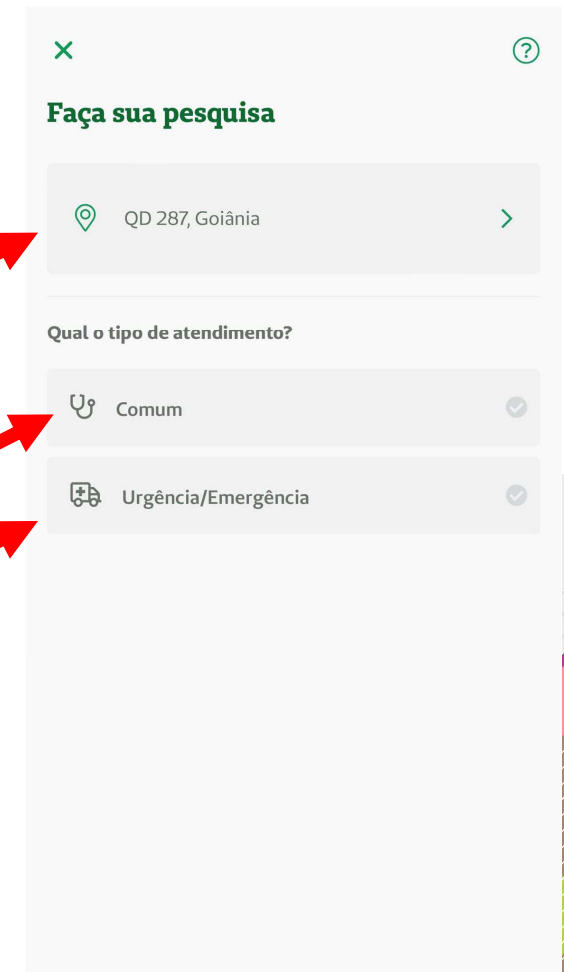 Faça sua pesquisa
QD 287, Goiânia
Qual o tipo de atendimento?
Comum
Urgência/Emergência